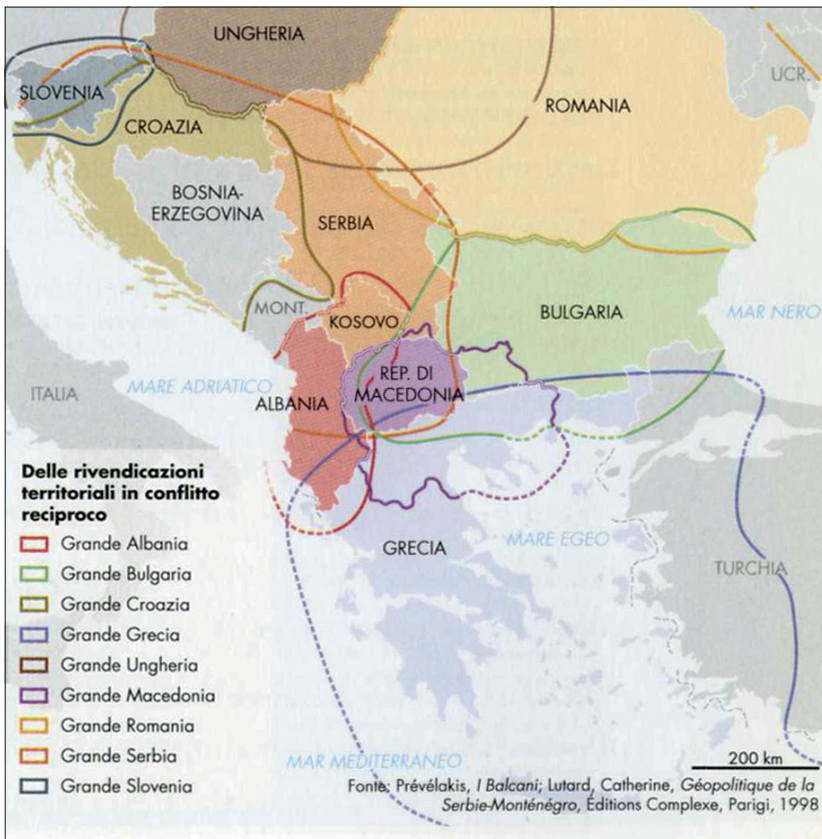 UNGHERIA
UCR.
SLOVENIA
ROMANIA
CROAZIA
BOSNIA-
ERZEGOVINA
SERBIA
MONT.
KOSOVO
BULGARIA
MAR NERO
REP. DI
MACEDONIA
MARE ADRIATICO
ITALIA
ALBANIA
Delle rivendicazioni
territoriali in conflitto
reciproco
Grande Albania
Grande Bulgaria
Grande Croazia
Grande Grecia
Grande Ungheria
Grande Macedonia
Grande Romania
Grande Serbia
Grande Slovenia
GRECIA
MARE EGEO
TURCHIA
MAR MEDITERRANEO
200 km
Fonte: Prévélakis, I Balcani; Lutard, Catherine, Géopolitique de la
Serbie-Monténégro, Éditions Complexe, Parigi, 1998